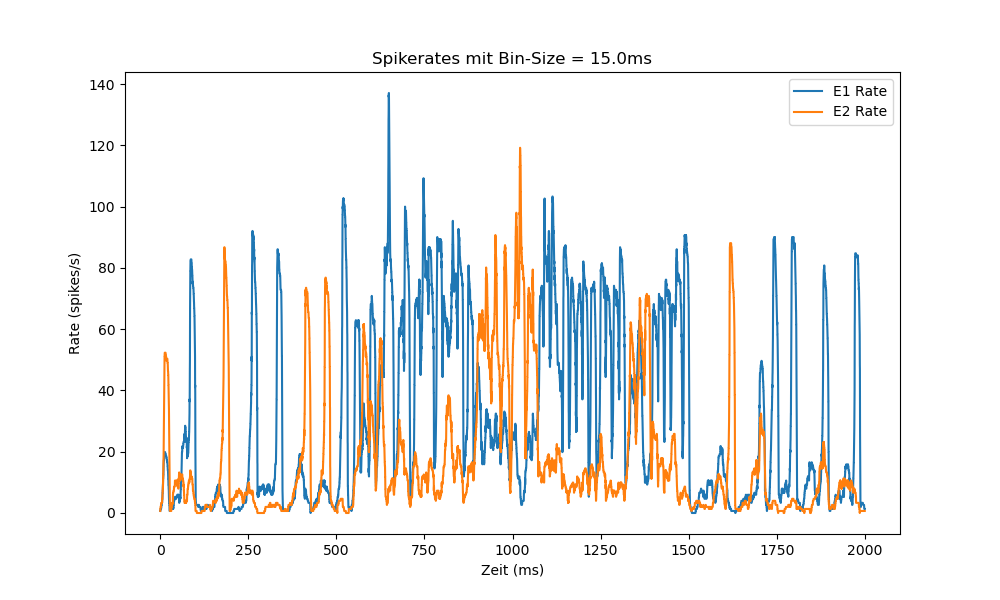 Spikerates mit Bin-Size = 15.0ms
E1 Rate
E2 Rate
140
120
100
80
60
40
20
0
Rate (spikes/s)
0 250 500 750 1000 1250 1500 1750 2000
Zeit (ms)